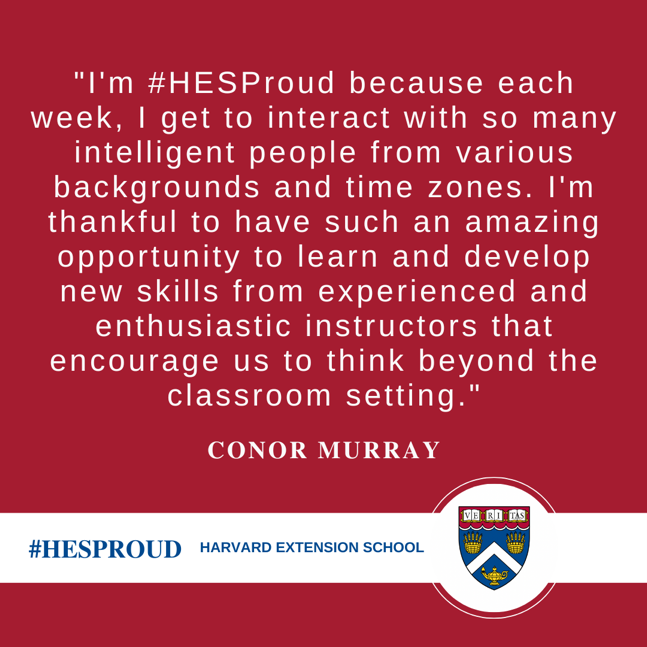 "I'm #HESProud because each
week, I get to interact with so many
intelligent people from various
backgrounds and time zones. I'm
thankful to have such an amazing
opportunity to learn and develop
new skills from experienced and
enthusiastic instructors that
encourage us to think beyond the
classroom setting."
CONOR MURRAY
VE RI TAS
#HESPROUD HARVARD EXTENSION SCHOOL